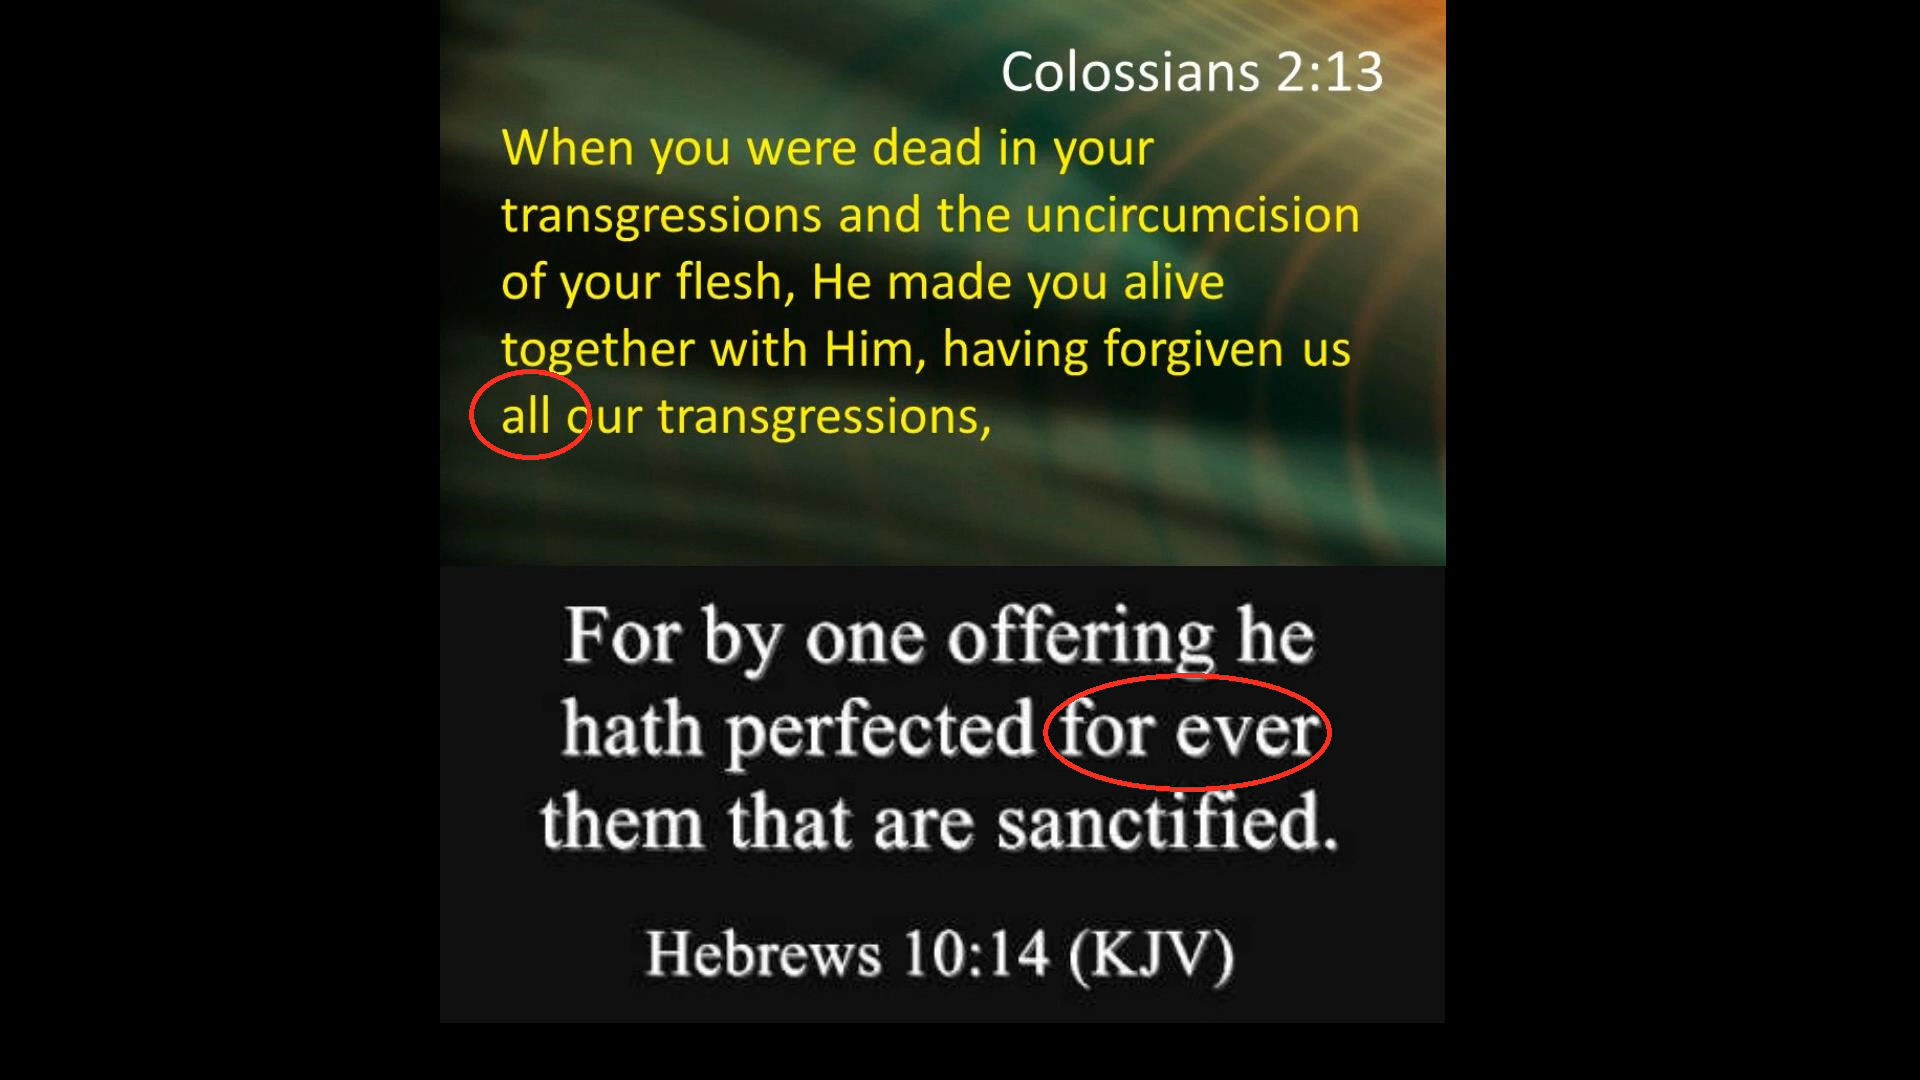 Colossians 2:13
When you were dead in your
transgressions and the uncircumcision
of your flesh, He made you alive
together with Him, having forgiven us
all our transgressions,
For by one offering he
hath perfected for ever
them that are sanctified.
Hebrews 10:14 (KJV)